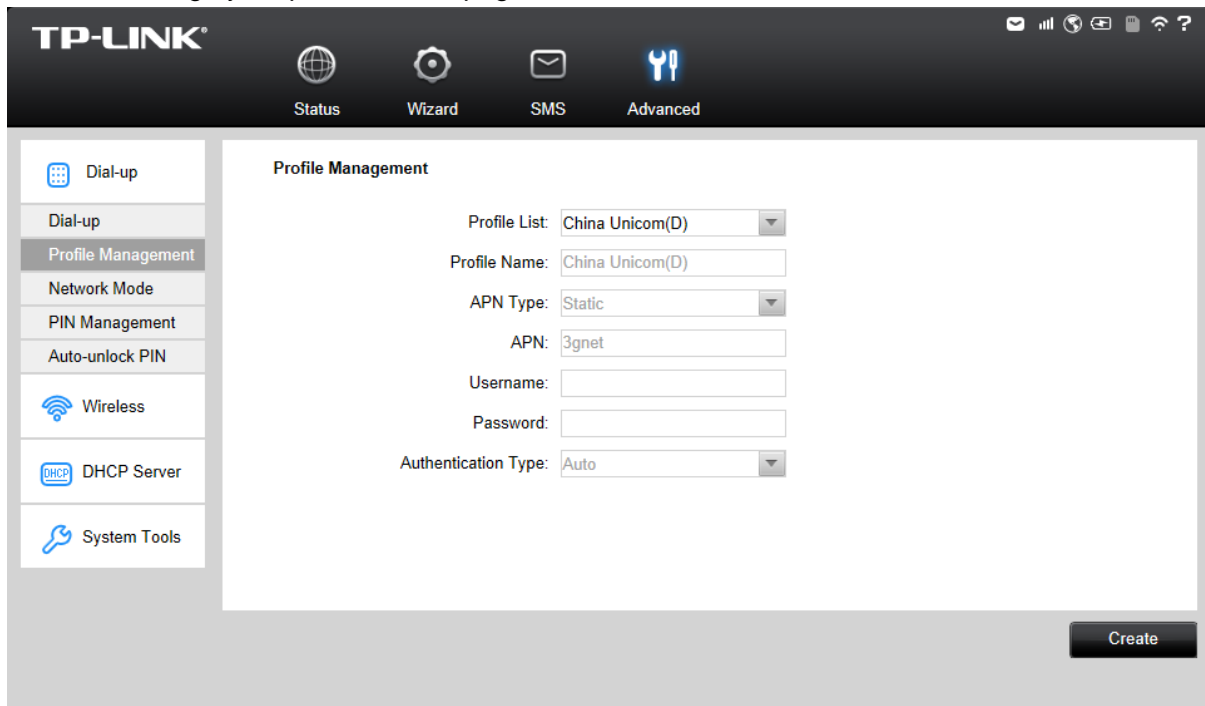 TP-LINK®
Status Wizard SMS Advanced
Dial-up
Dial-up
Profile Management
Network Mode
PIN Management
Auto-unlock PIN
Wireless
DHCP
DHCP Server
System Tools
Profile Management
Profile List: China Unicom(D)
Profile Name: China Unicom(D)
APN Type: Static
APN: 3gnet
Username:
Password:
Authentication Type: Auto
Create